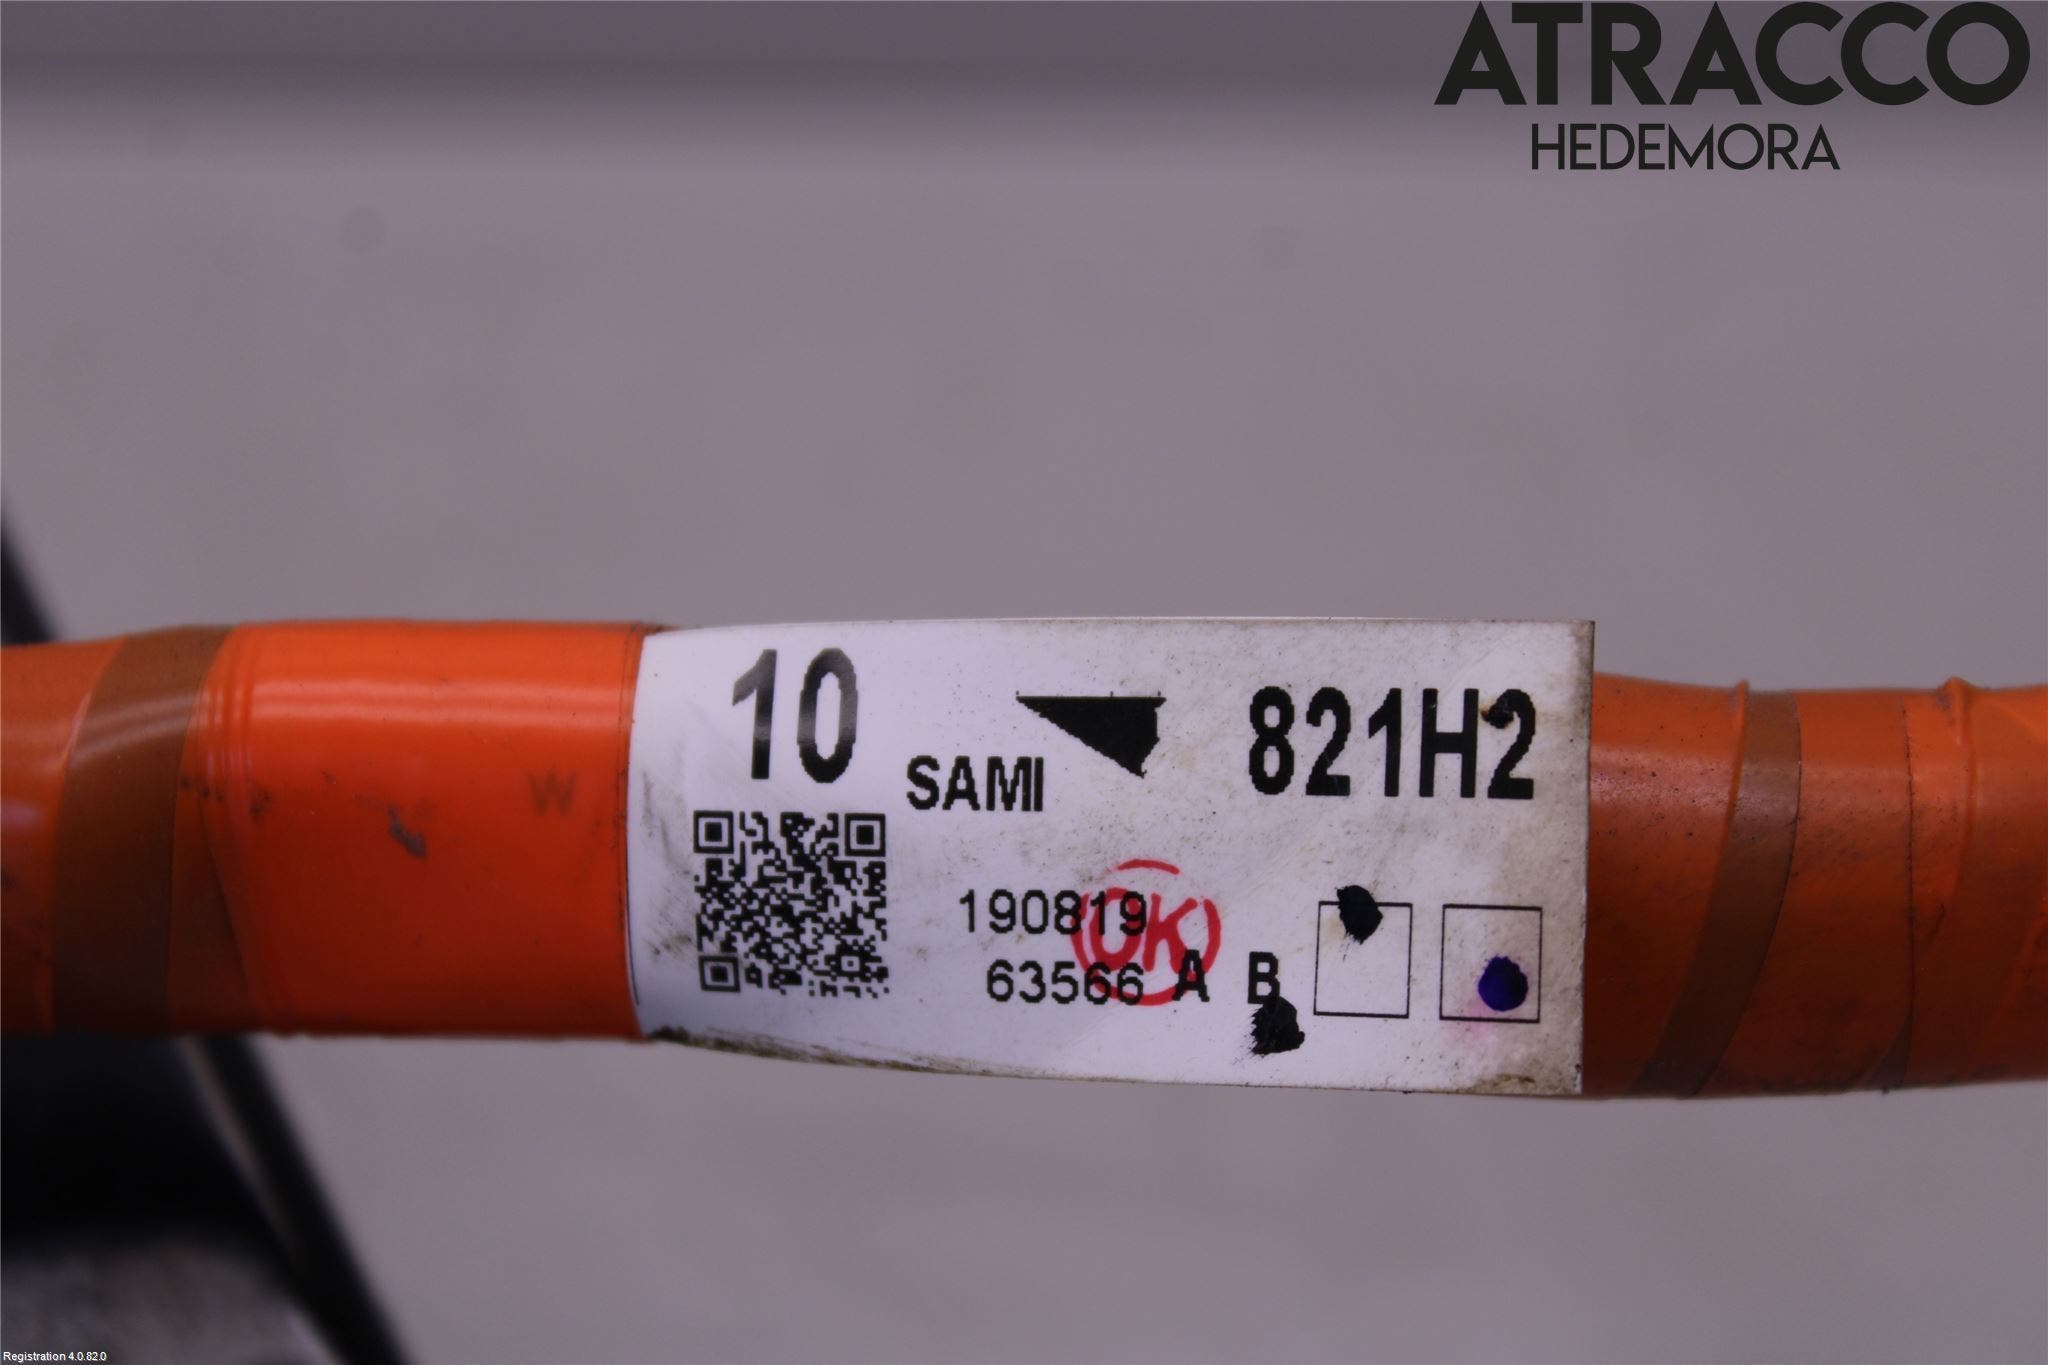 ATRACCO
HEDEMORA
10
SAMI
821H2
W
190819
OK
63566 A B
Registration 4.0.82.0